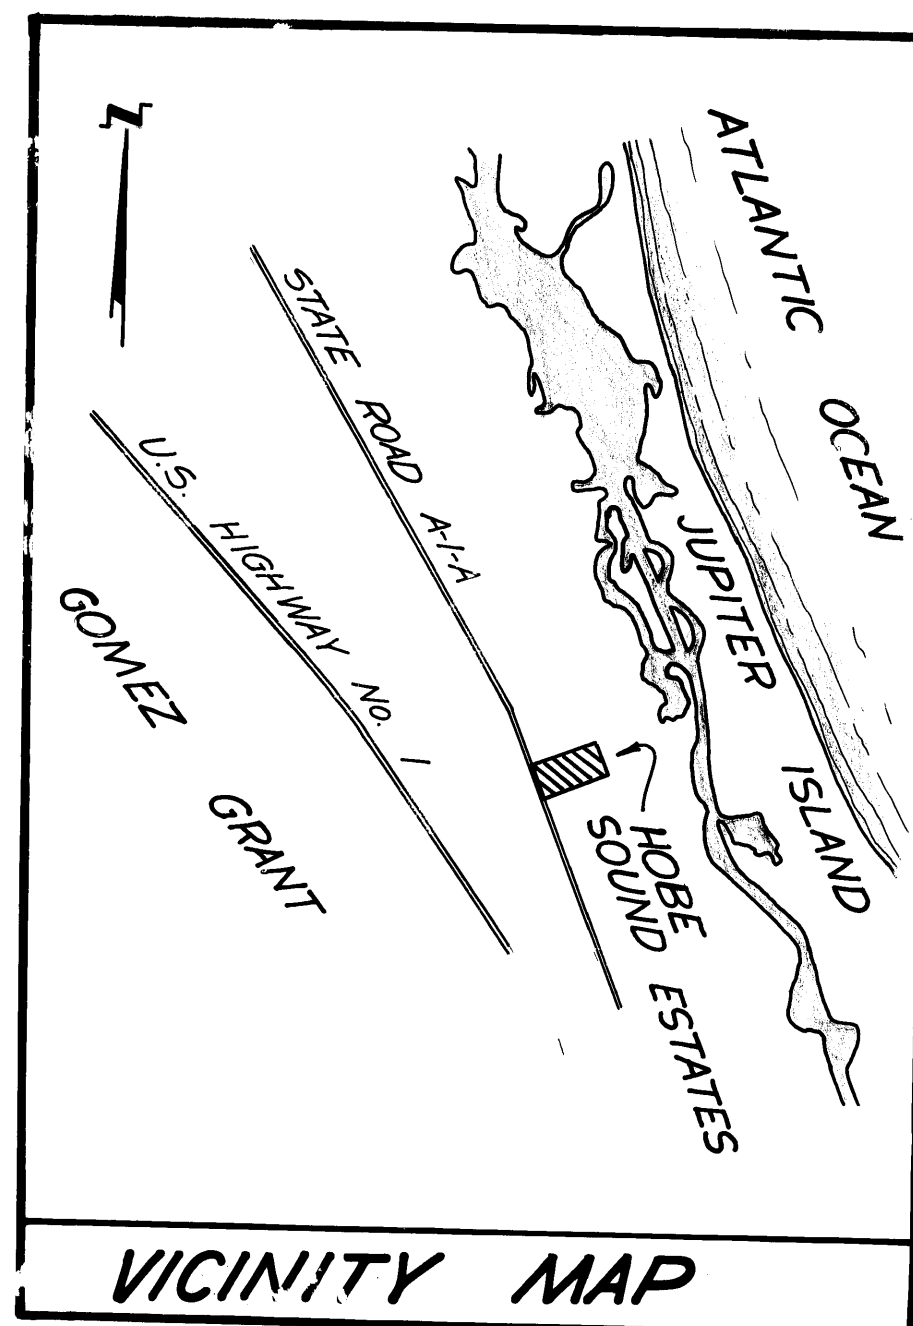 N
ATLANTIC OCEAN
JUPITER ISLAND
STATE ROAD A-1-A
U.S. HIGHWAY NO. 1
HOBE
SOUND ESTATES
GOMEZ GRANT
VICINITY MAP